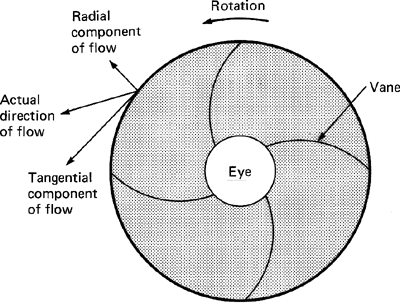 Rotation
Radial
component
of flow
Actual
direction
of flow
Tangential
component
of flow
Vane
Eye